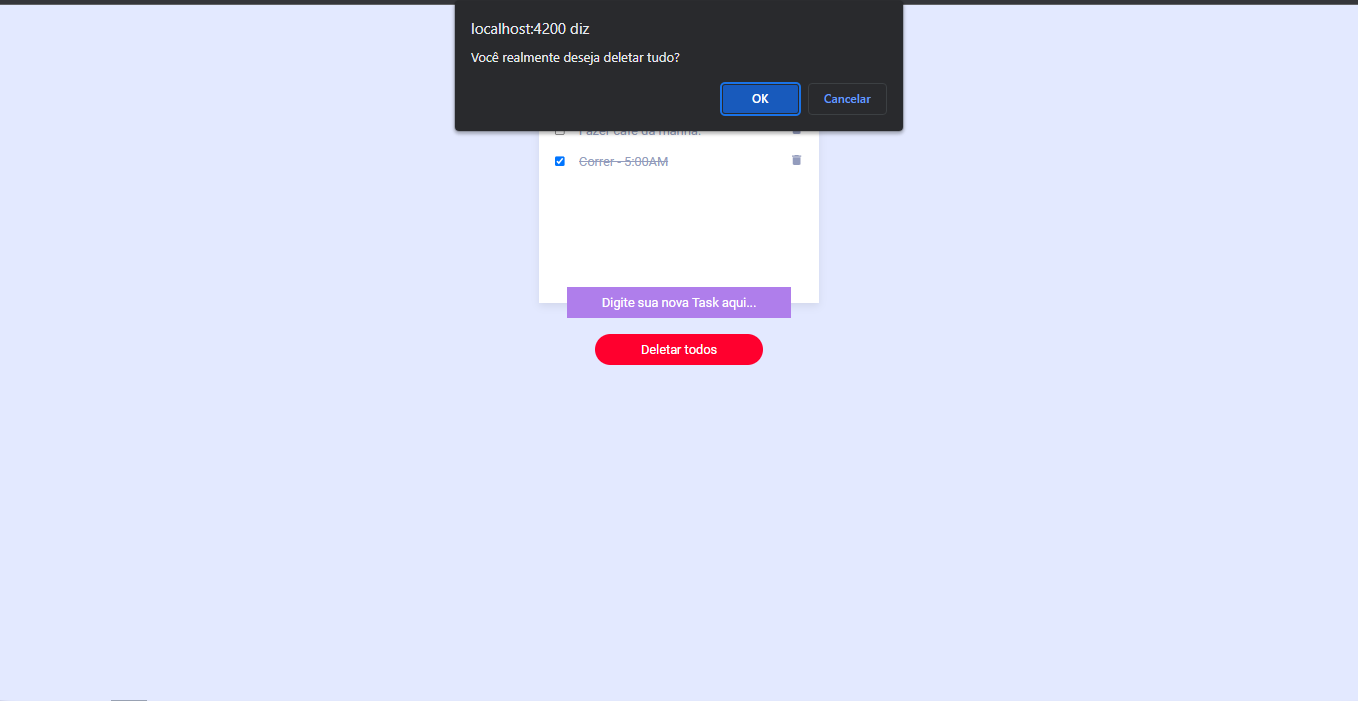 localhost:4200 diz
Você realmente deseja deletar tudo?
OK
Cancelar
Fazer café da manhã.
Correr - 5:00AM
Digite sua nova Task aqui...
Deletar todos